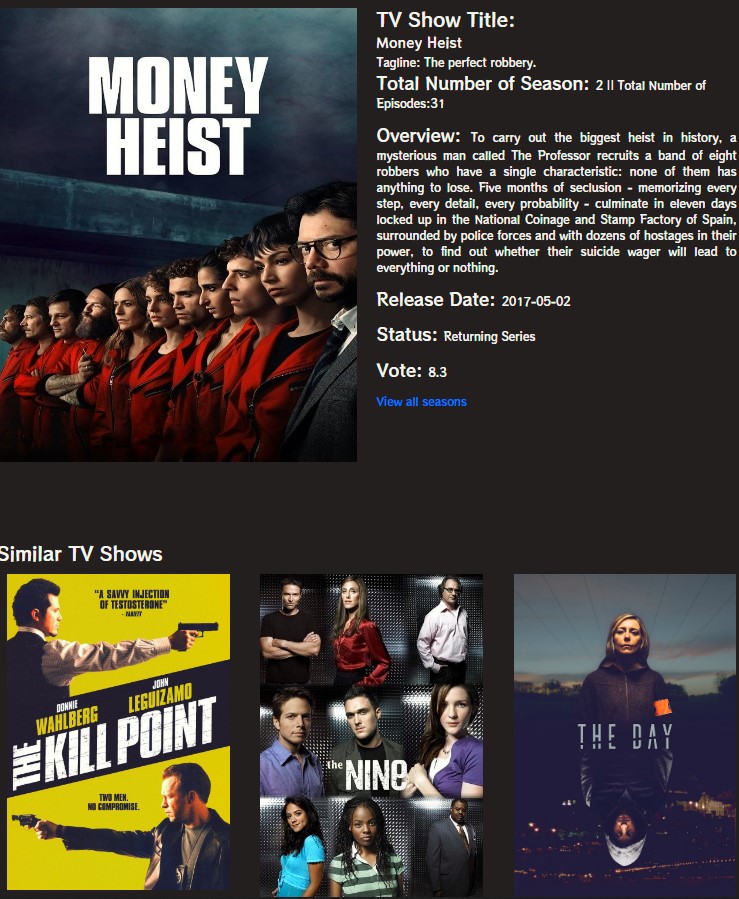 MONEY
HEIST
TV Show Title:
Money Heist
Tagline: The perfect robbery.
Total Number of Season: 2 || Total Number of
Episodes:31
Overview: To carry out the biggest heist in history, a
mysterious man called The Professor recruits a band of eight
robbers who have a single characteristic: none of them has
anything to lose. Five months of seclusion - memorizing every
step, every detail, every probability - culminate in eleven days
locked up in the National Coinage and Stamp Factory of Spain,
surrounded by police forces and with dozens of hostages in their
power, to find out whether their suicide wager will lead to
everything or nothing.
Release Date: 2017-05-02
Status: Returning Series
Vote: 8.3
View all seasons
Similar TV Shows
"A SAVVY INJECTION
OF TESTOSTERONE"
- VARIETY
DONNIE
WAHLBERG
JOHN
LEGUIZAMO
THE KILL POINT
TWO MEN.
NO COMPROMISE.
the NINE
THE DAY